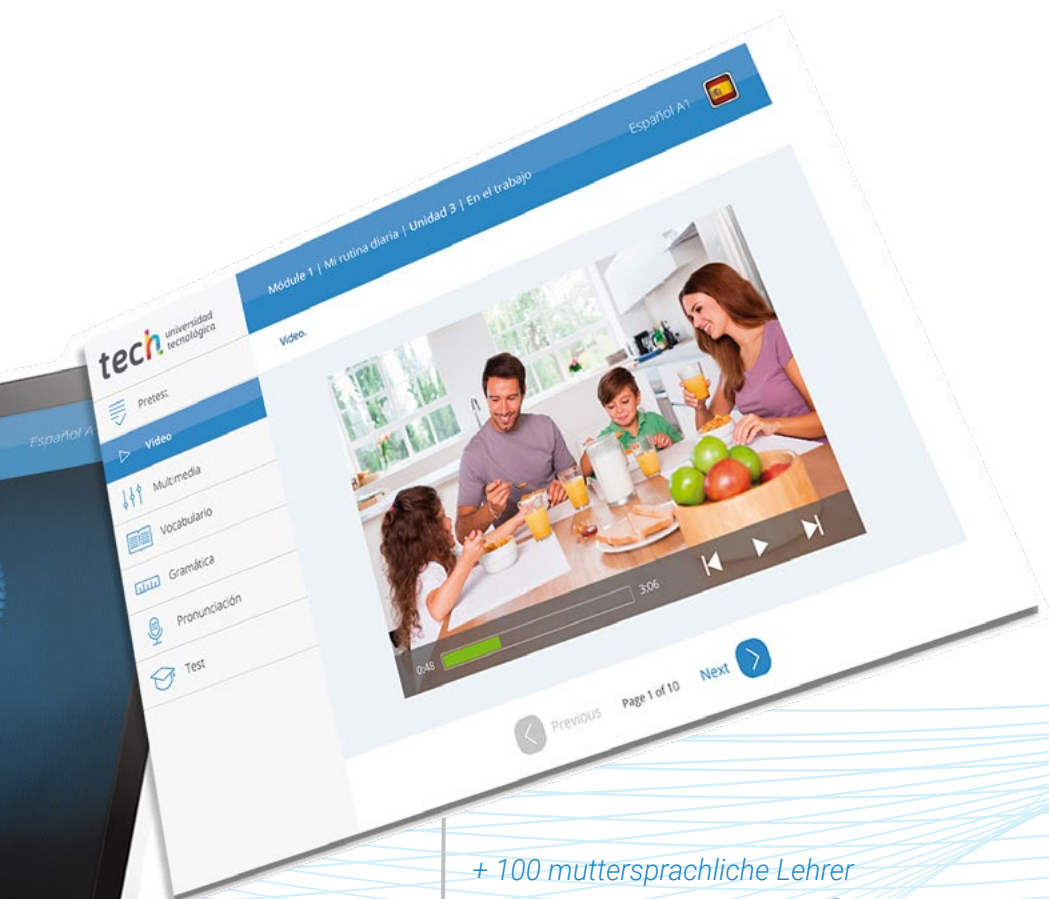 Español A1
Módule 1 | Mi rutina diaria | Unidad 3 | En el trabajo
tech universidad
tecnológica
Video.
Pretest
Video
Multimedia
Vocabulario
Gramática
Pronunciación
Test
0:48
3:06
Previous
Page 1 of 10
Next
Español A
+ 100 muttersprachliche Lehrer